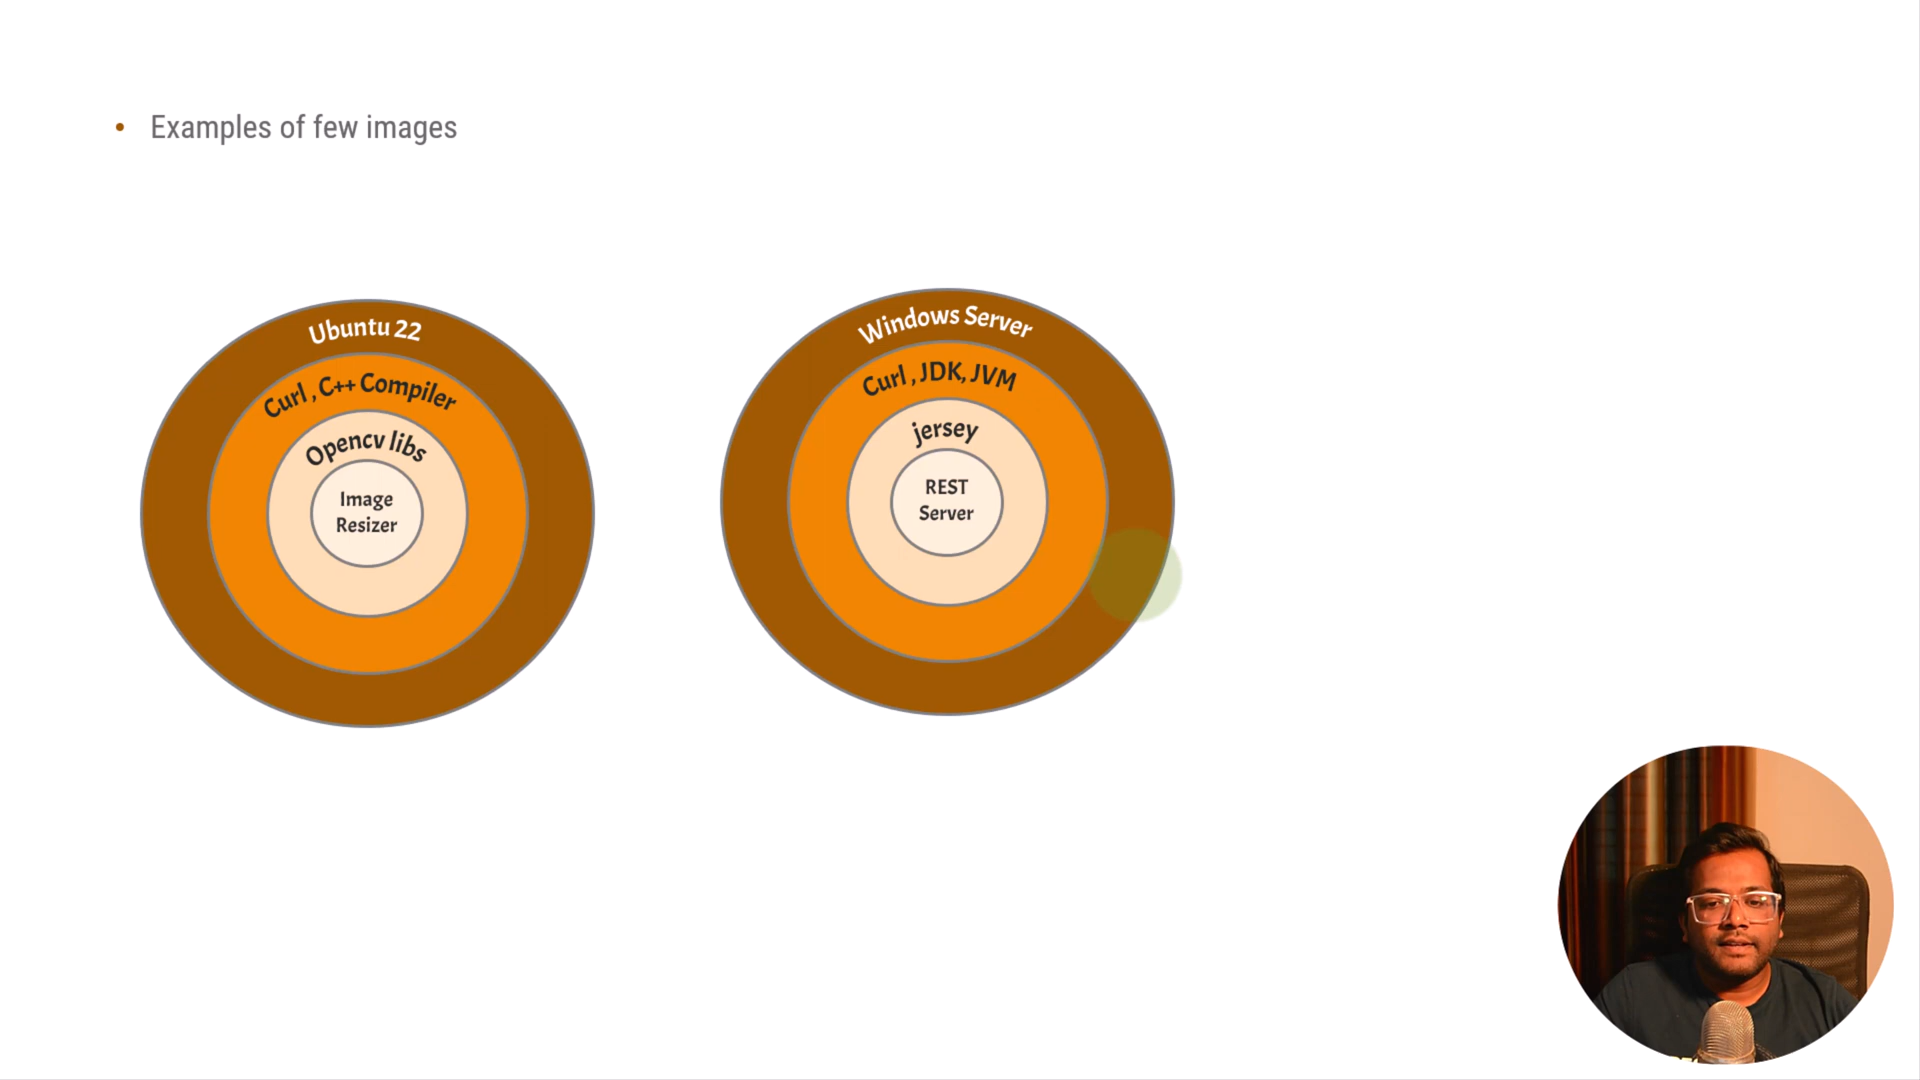 • Examples of few images
Ubuntu 22
Curl , C++ Compiler
Opencv libs
Image
Resizer
Windows Server
Curl , JDK, JVM
jersey
REST
Server